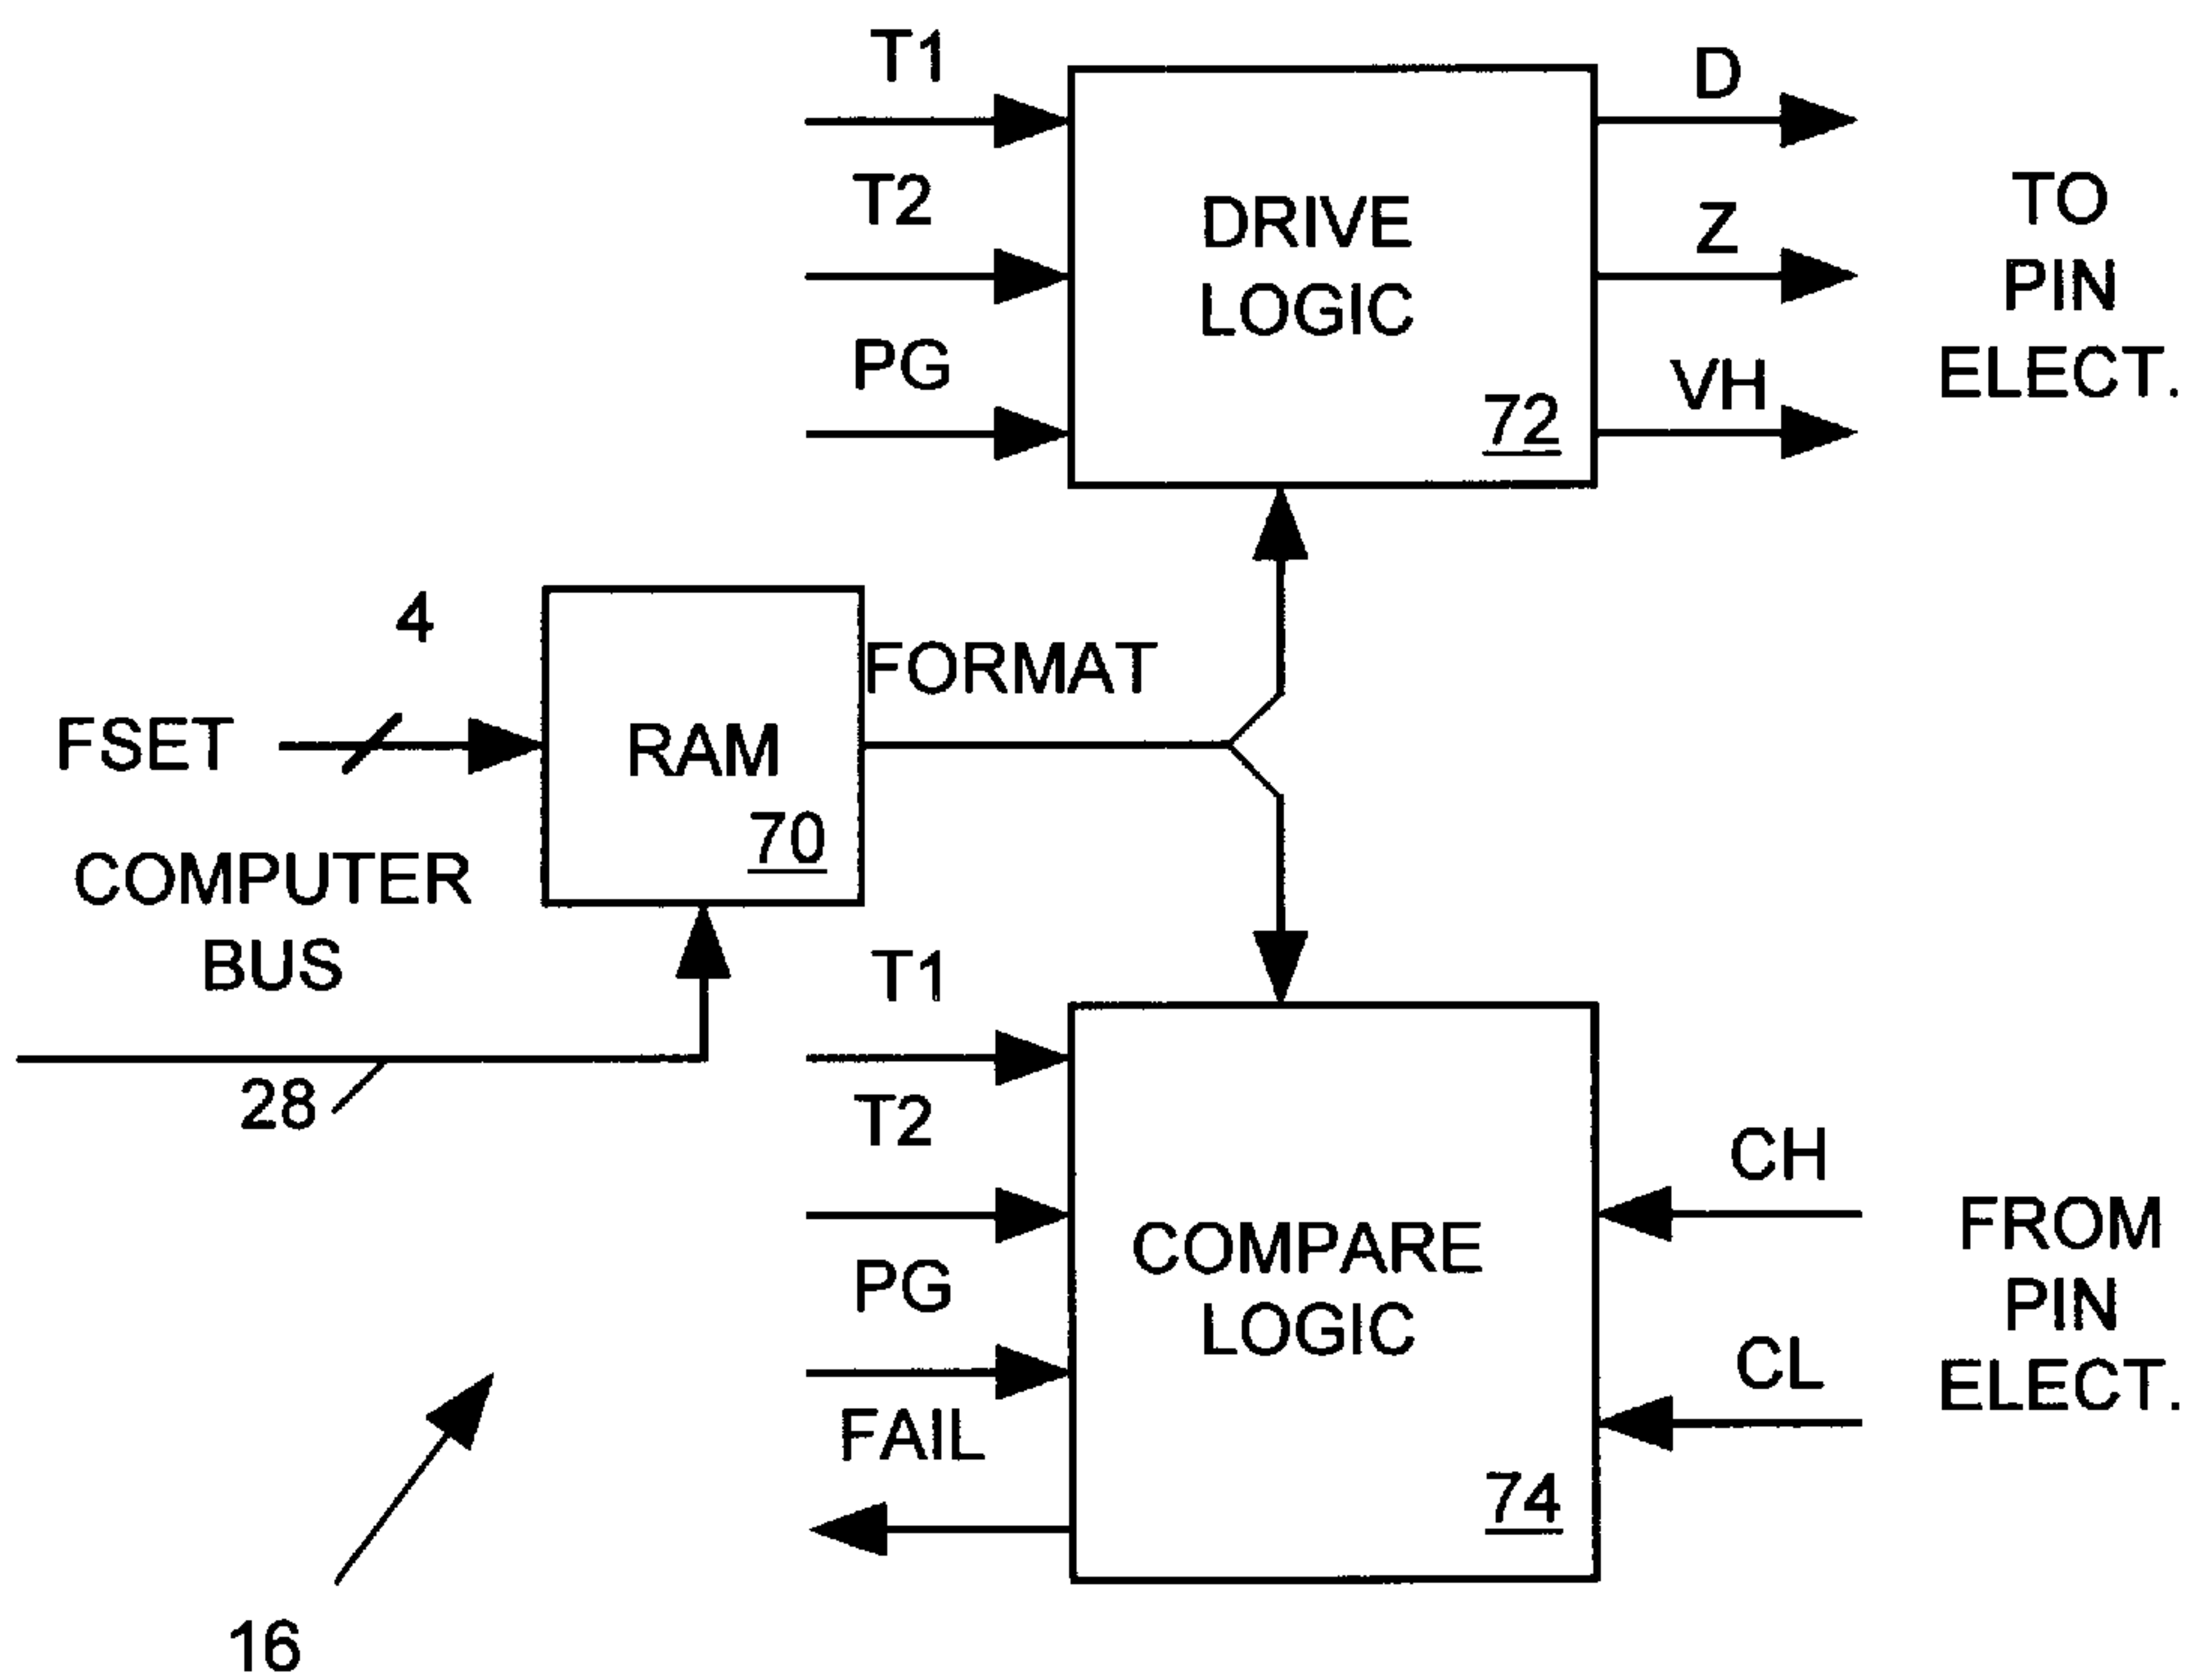 T1
D
T2
DRIVE
LOGIC
Z
TO
PIN
ELECT.
PG
72
VH
4
FORMAT
FSET
RAM
70
COMPUTER
BUS
28
T1
T2
CH
COMPARE
LOGIC
FROM
PIN
ELECT.
PG
CL
FAIL
74
16